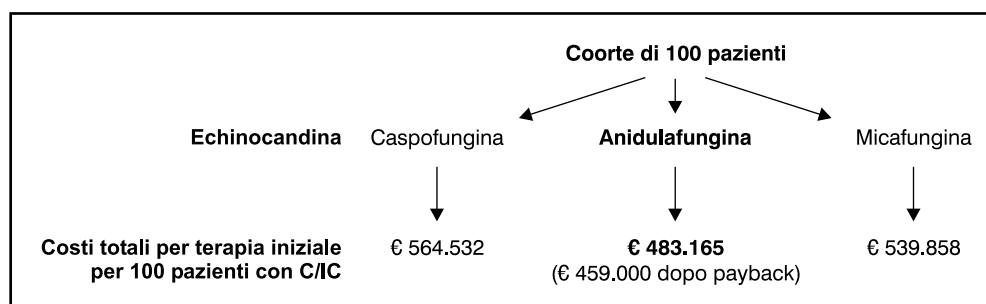 Coorte di 100 pazienti
Echinocandina Caspofungina Anidulafungina Micafungina
Costi totali per terapia iniziale € 564.532 € 483.165 € 539.858
per 100 pazienti con C/IC (€ 459.000 dopo payback)